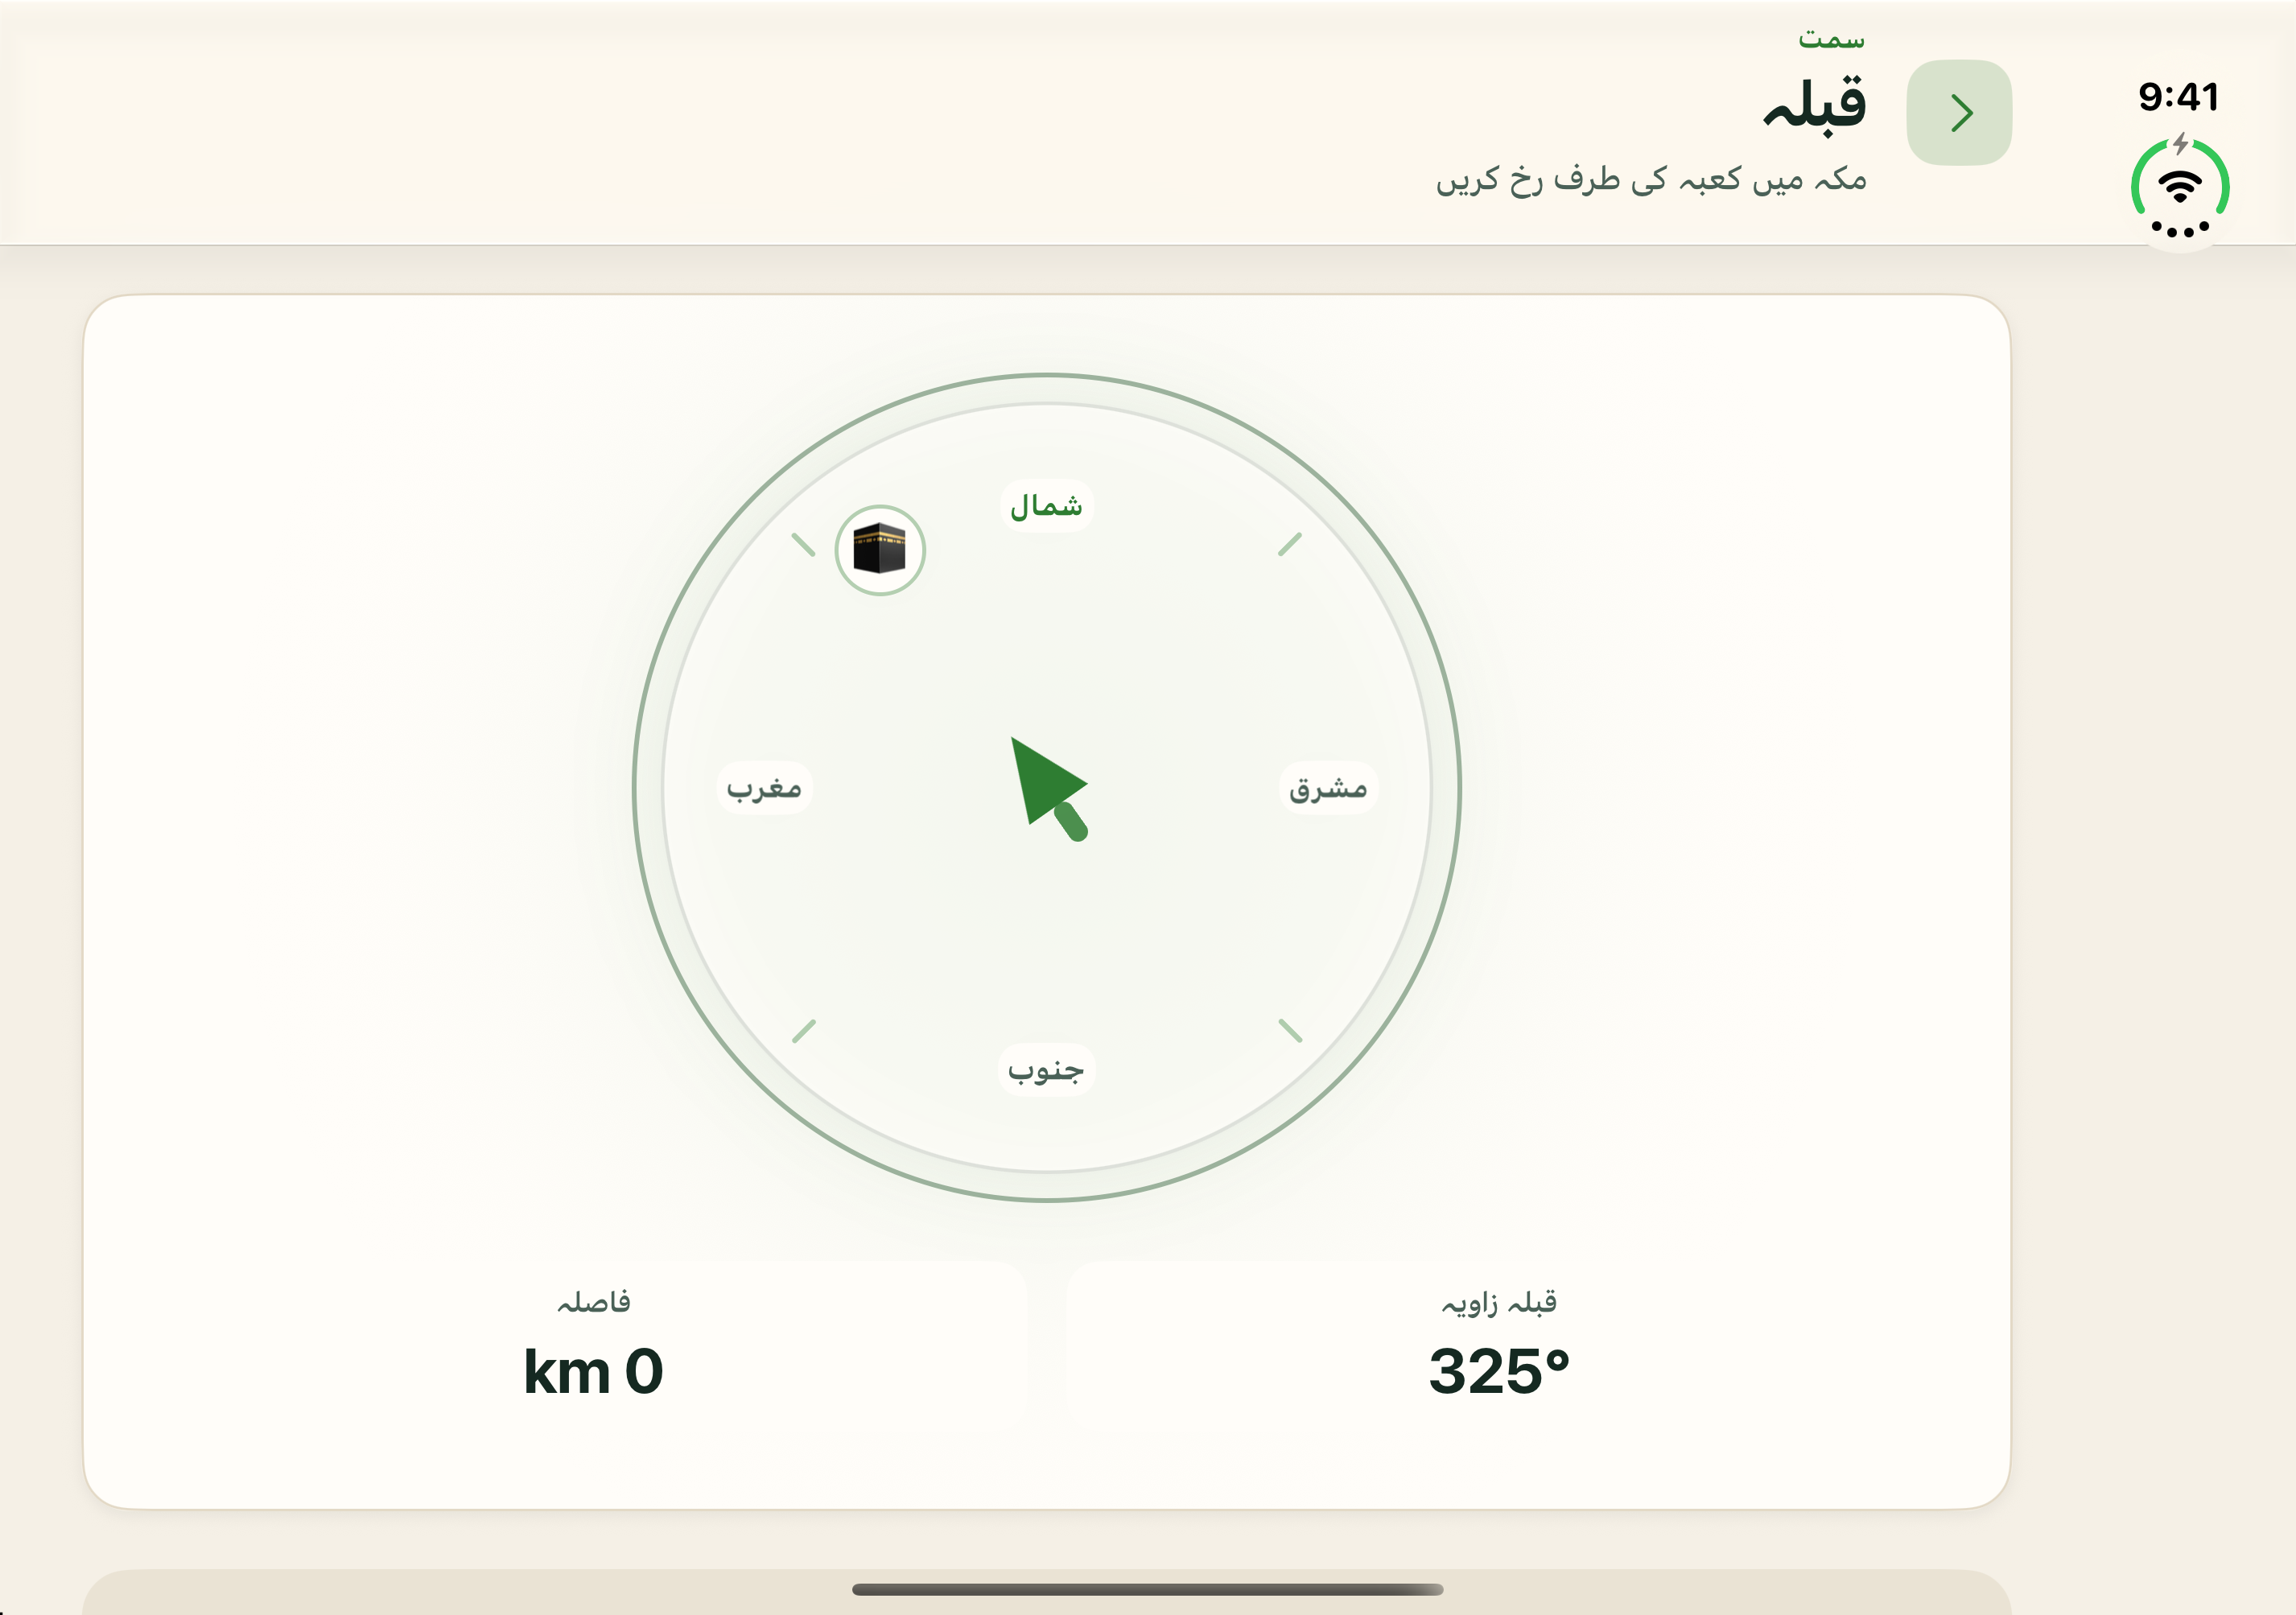 9:41
سمت
قبلہ
مکہ میں کعبہ کی طرف رخ کریں
شمال
مشرق
مغرب
جنوب
قبلہ زاویہ
325°
فاصلہ
km 0